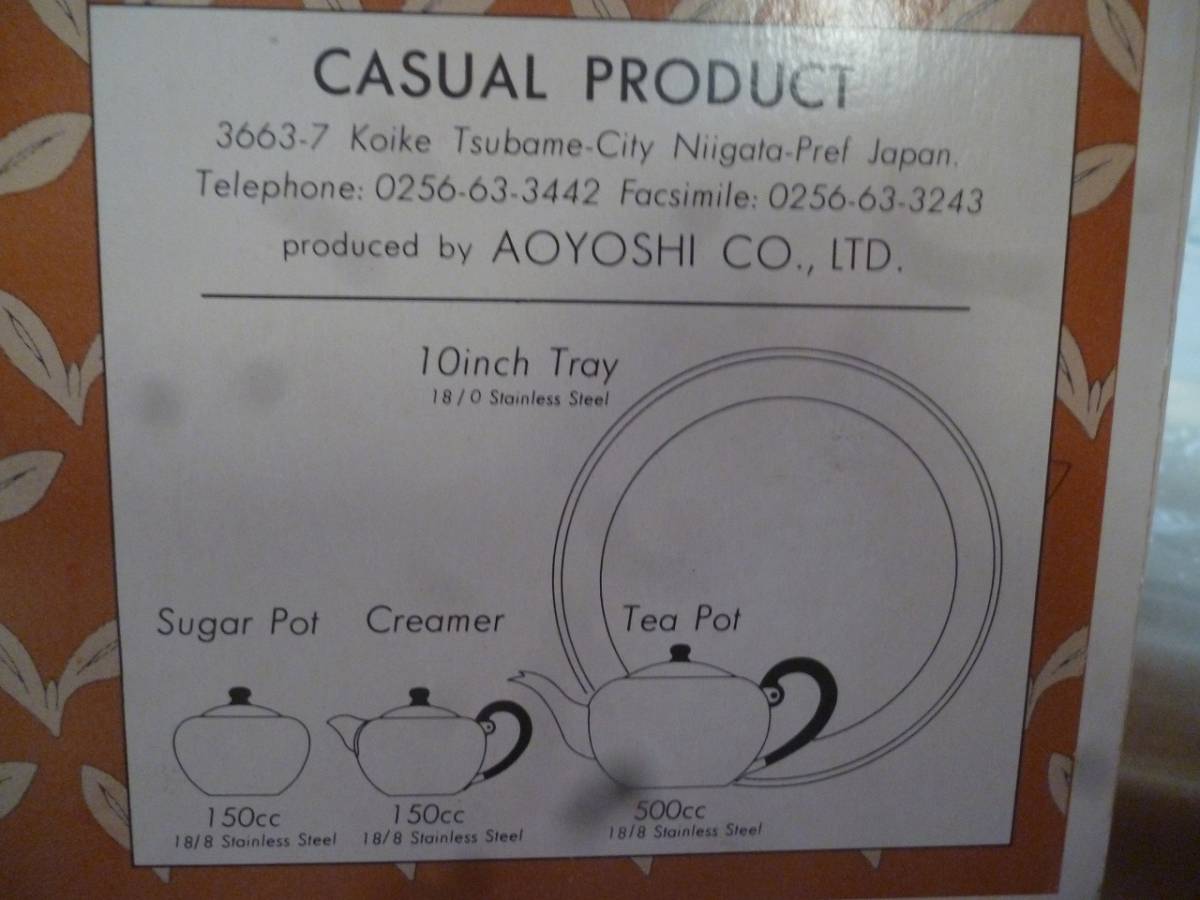 CASUAL PRODUCT
3663-7 Koike Tsubame-City Niigata-Pref Japan.
Telephone: 0256-63-3442 Facsimile: 0256-63-3243
produced by AOYOSHI CO., LTD.
10inch Tray
18/0 Stainless Steel
Sugar Pot
150cc
18/8 Stainless Steel
Creamer
150cc
18/8 Stainless Steel
Tea Pot
500cc
18/8 Stainless Steel